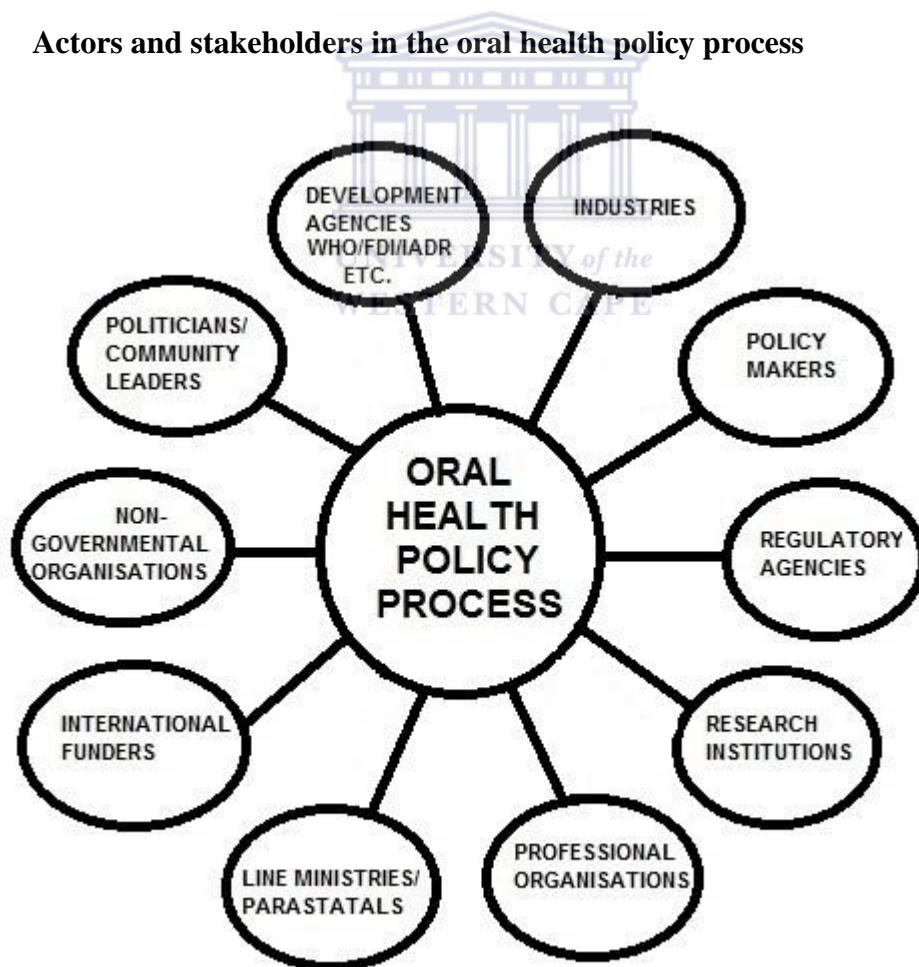 Actors and stakeholders in the oral health policy process
DEVELOPMENT
AGENCIES
WHO/FDI/IADR
ETC.
INDUSTRIES
UNIVERSITY of the
WESTERN CAPE
POLITICIANS/
COMMUNITY
LEADERS
POLICY
MAKERS
ORAL
HEALTH
POLICY
PROCESS
NON-
GOVERNMENTAL
ORGANISATIONS
REGULATORY
AGENCIES
INTERNATIONAL
FUNDERS
RESEARCH
INSTITUTIONS
LINE MINISTRIES/
PARASTATALS
PROFESSIONAL
ORGANISATIONS